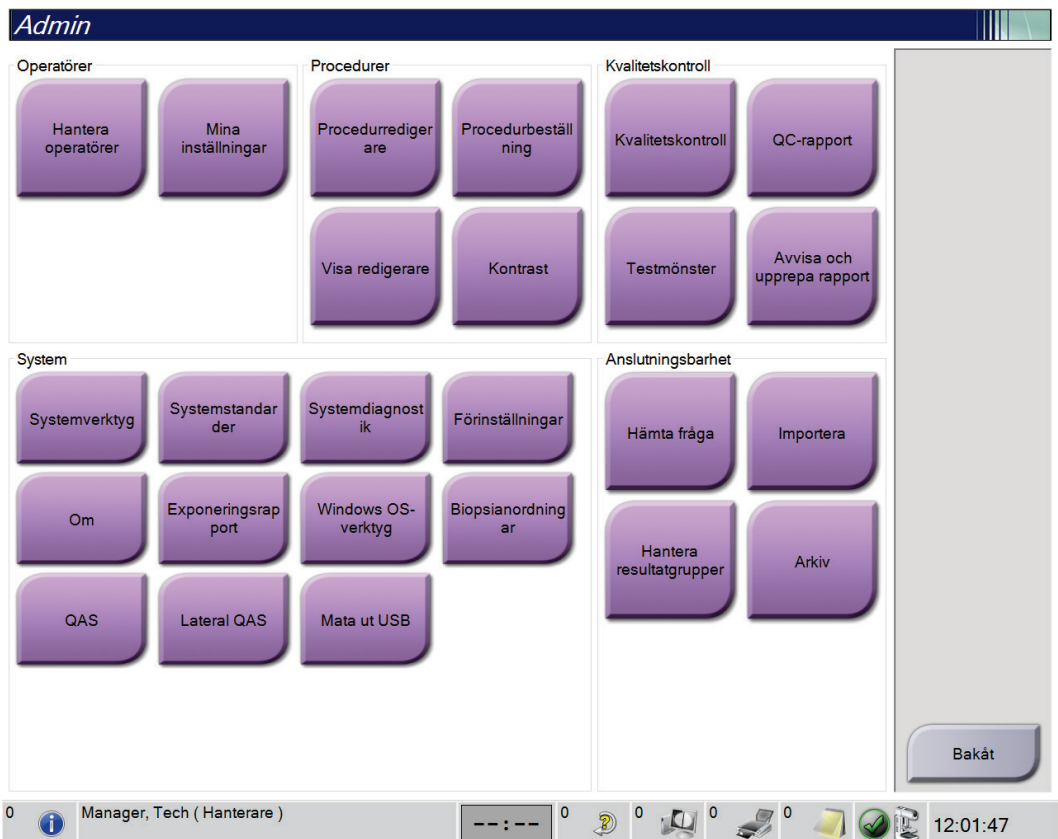 Admin
Operatörer
Hantera
operatörer
Mina
inställningar
Procedurer
Procedurrediger
are
Procedurbeställ
ning
Visa redigerare
Kontrast
Kvalitetskontroll
Kvalitetskontroll
QC-rapport
Testmönster
Avvisa och
upprepa rapport
System
Systemverktyg
Systemstandar
der
Systemdiagnost
ik
Förinställningar
Om
Exponeringsrap
port
Windows OS-
verktyg
Biopsianordning
ar
QAS
Lateral QAS
Mata ut USB
Anslutningsbarhet
Hämta fråga
Importera
Hantera
resultatgrupper
Arkiv
Bakåt
0
Manager, Tech ( Hanterare )
--:--
0
0
0
0
12:01:47